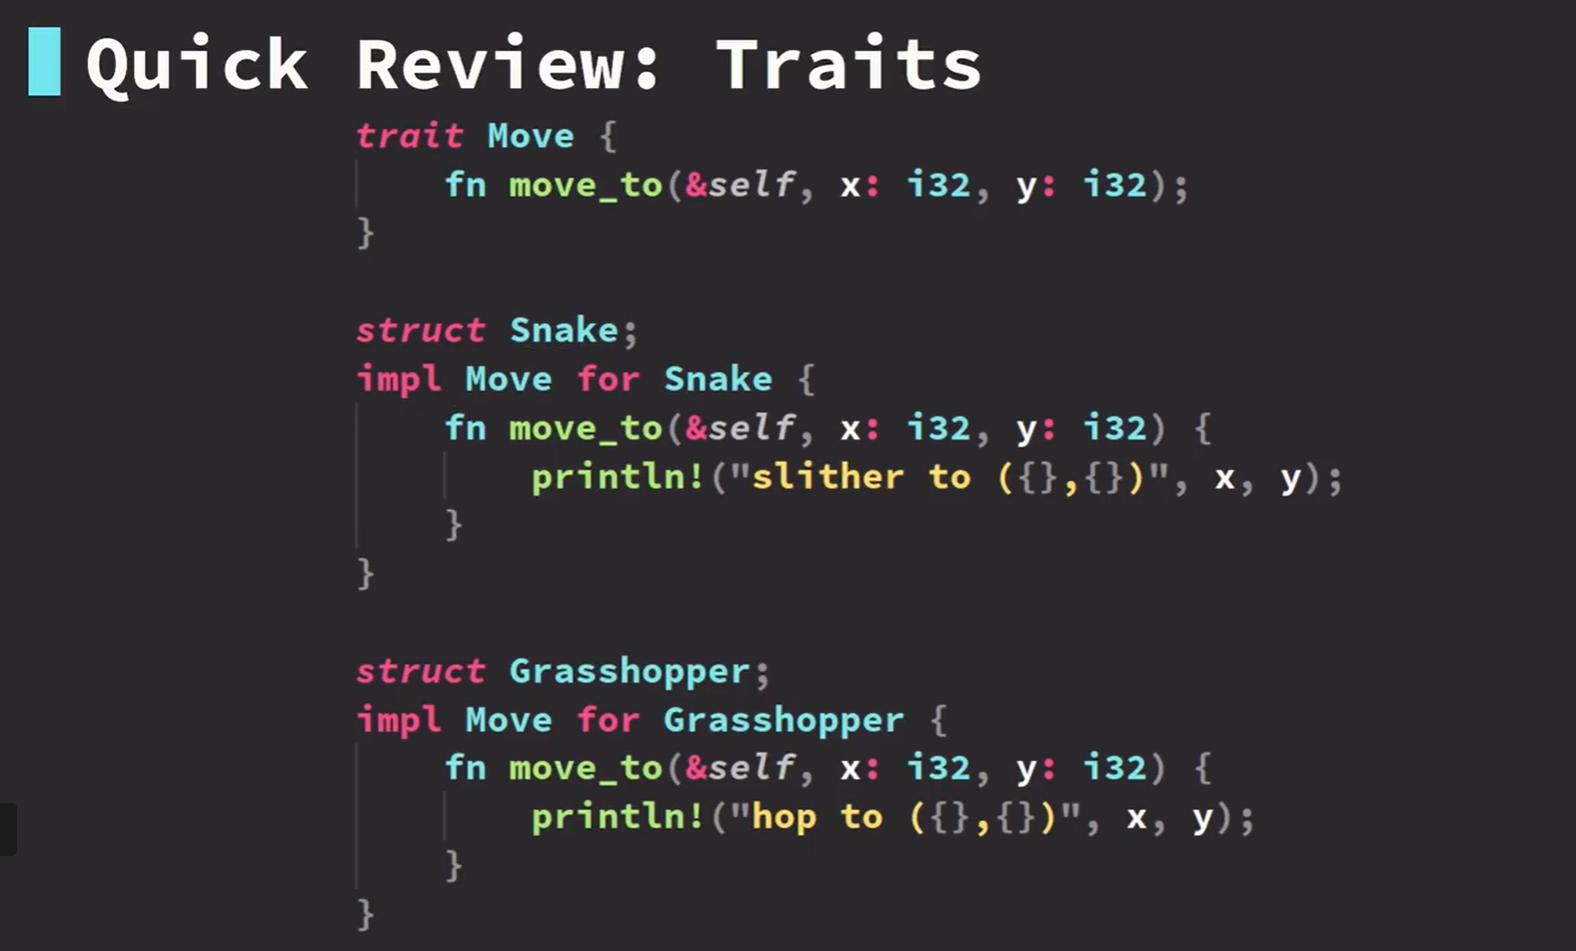 Quick Review: Traits
trait Move {
    fn move_to(&self, x: i32, y: i32);
}
struct Snake;
impl Move for Snake {
    fn move_to(&self, x: i32, y: i32) {
        println!("slither to ({},{})", x, y);
    }
}
struct Grasshopper;
impl Move for Grasshopper {
    fn move_to(&self, x: i32, y: i32) {
        println!("hop to ({},{})", x, y);
    }
}